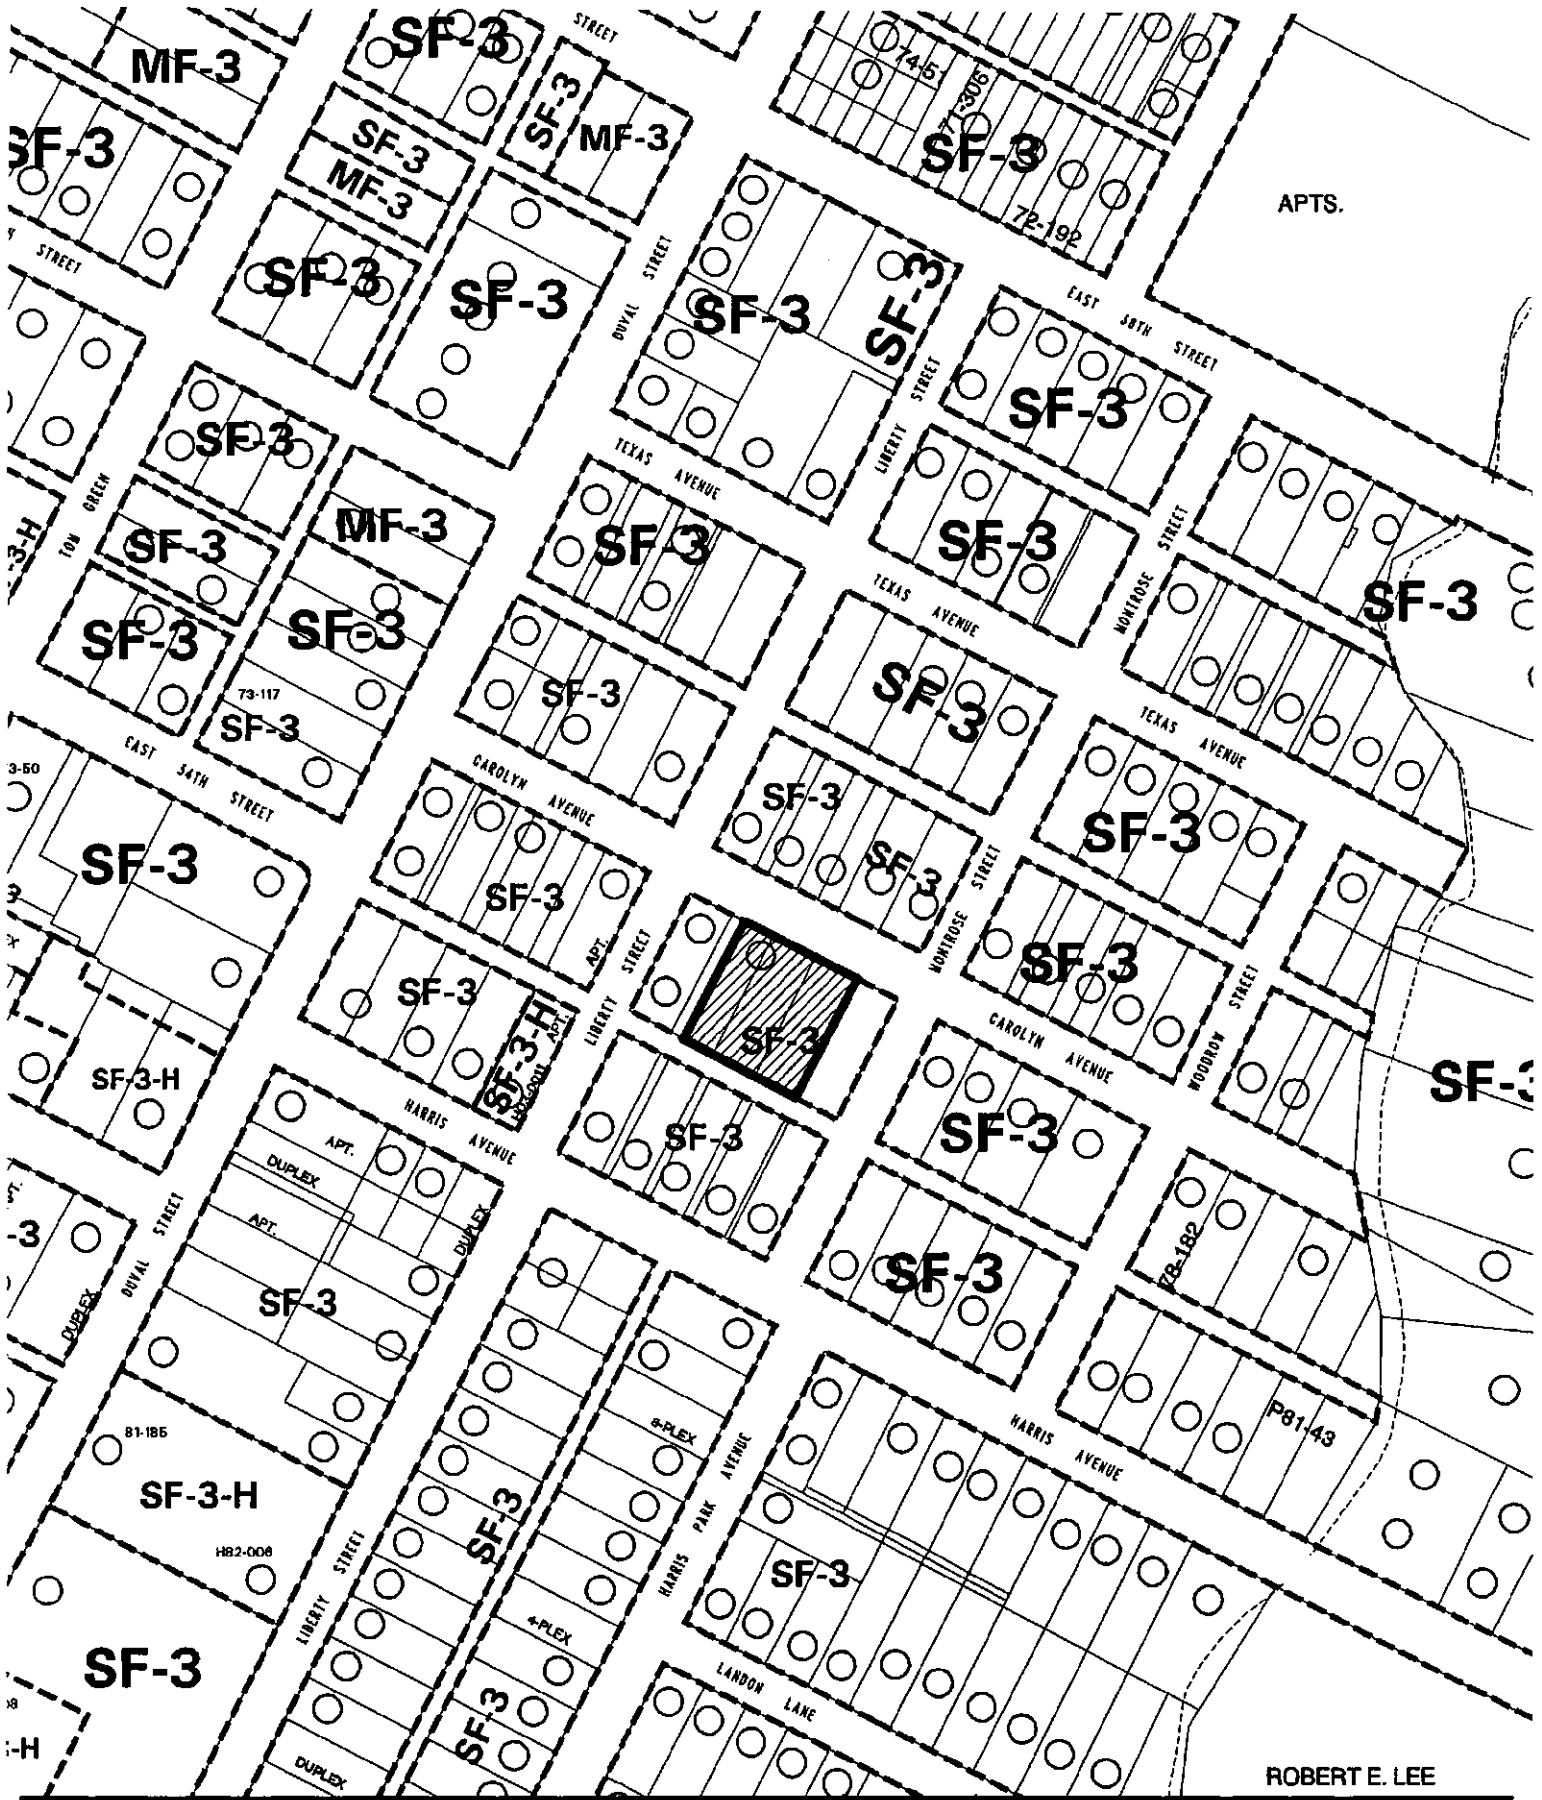 STREET
SF-3
MF-3
SF-3
74-51
71-306
MF-3
SF-3
SF-3
SF-3
MF-3
APTS.
72-192
STREET
SF-3
SF-3
DUVAL STREET
SF-3
SF-3
EAST 58TH STREET
SF-3
LIBERTY STREET
SF-3
TEXAS AVENUE
MF-3
SF-3
SF-3
MONTROSE STREET
TOM GREEN
SF-3
SF-3
TEXAS AVENUE
SF-3
SF-3
SF-3
SF-3
73-117
SF-3
TEXAS AVENUE
EAST 54TH STREET
CAROLYN AVENUE
SF-3
SF-3
SF-3
SF-3
SF-3
MONTROSE STREET
APT.
LIBERTY STREET
SF-3
SF-3
SF-3-H
APT.
SF-3
CAROLYN AVENUE
WOODROW STREET
SF-3-H
SF-3
HARRIS AVENUE
SF-3
SF-3
APT.
DUPLEX
APT.
DUPLEX
DUVAL STREET
78-182
SF-3
SF-3
DUPLEX
6-PLEX
P81-43
HARRIS AVENUE
81-185
SF-3-H
SF-3
HARRIS PARK AVENUE
H82-006
LIBERTY STREET
SF-3
4-PLEX
SF-3
LANDON LANE
SF-3
DUPLEX
ROBERT E. LEE